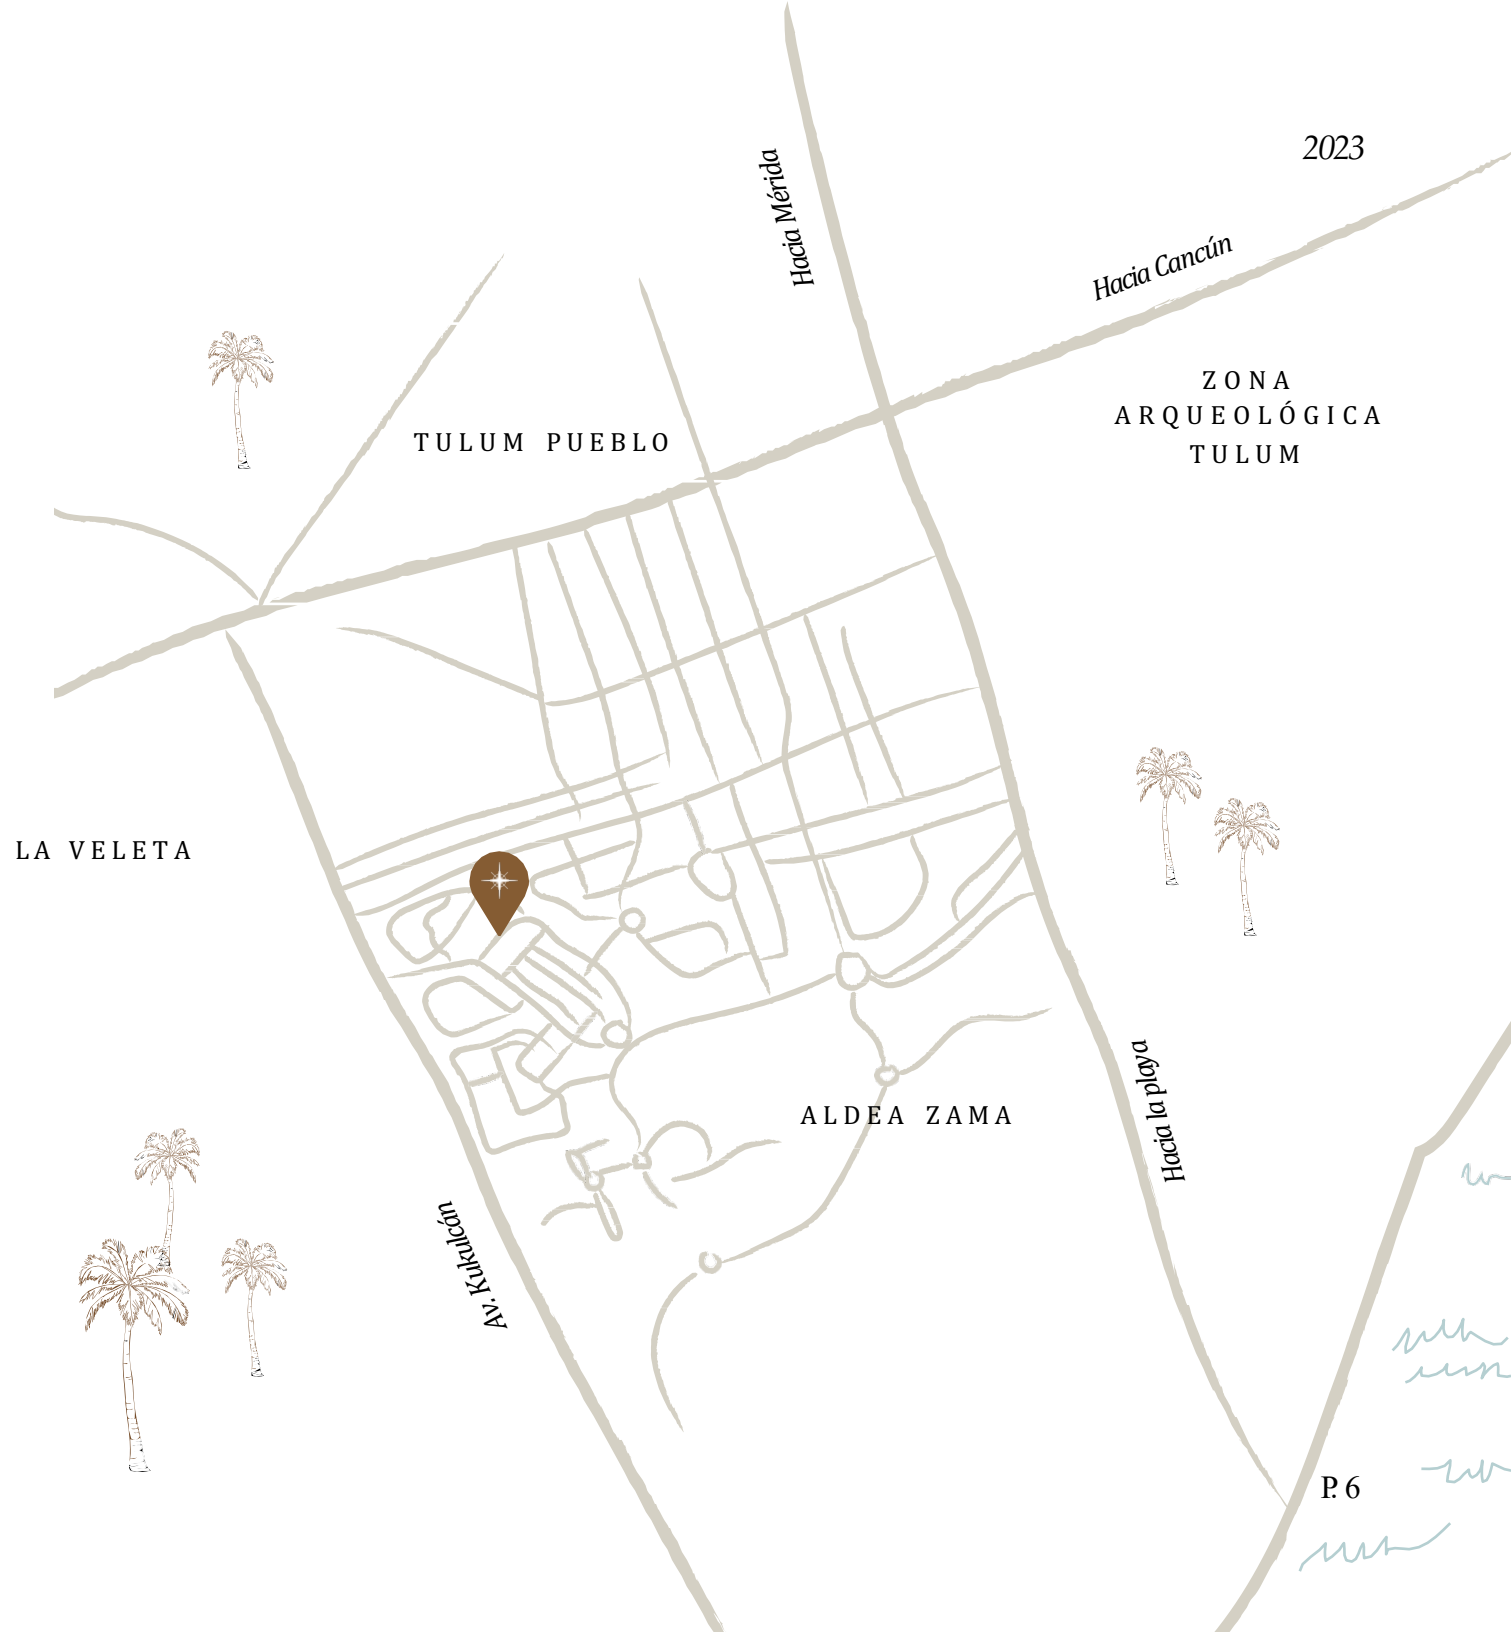 2023
Hacia Mérida
Hacia Cancún
ZONA
ARQUEOLÓGICA
TULUM
TULUM PUEBLO
LA VELETA
Hacia la playa
ALDEA ZAMA
Av. Kukulcán
P. 6